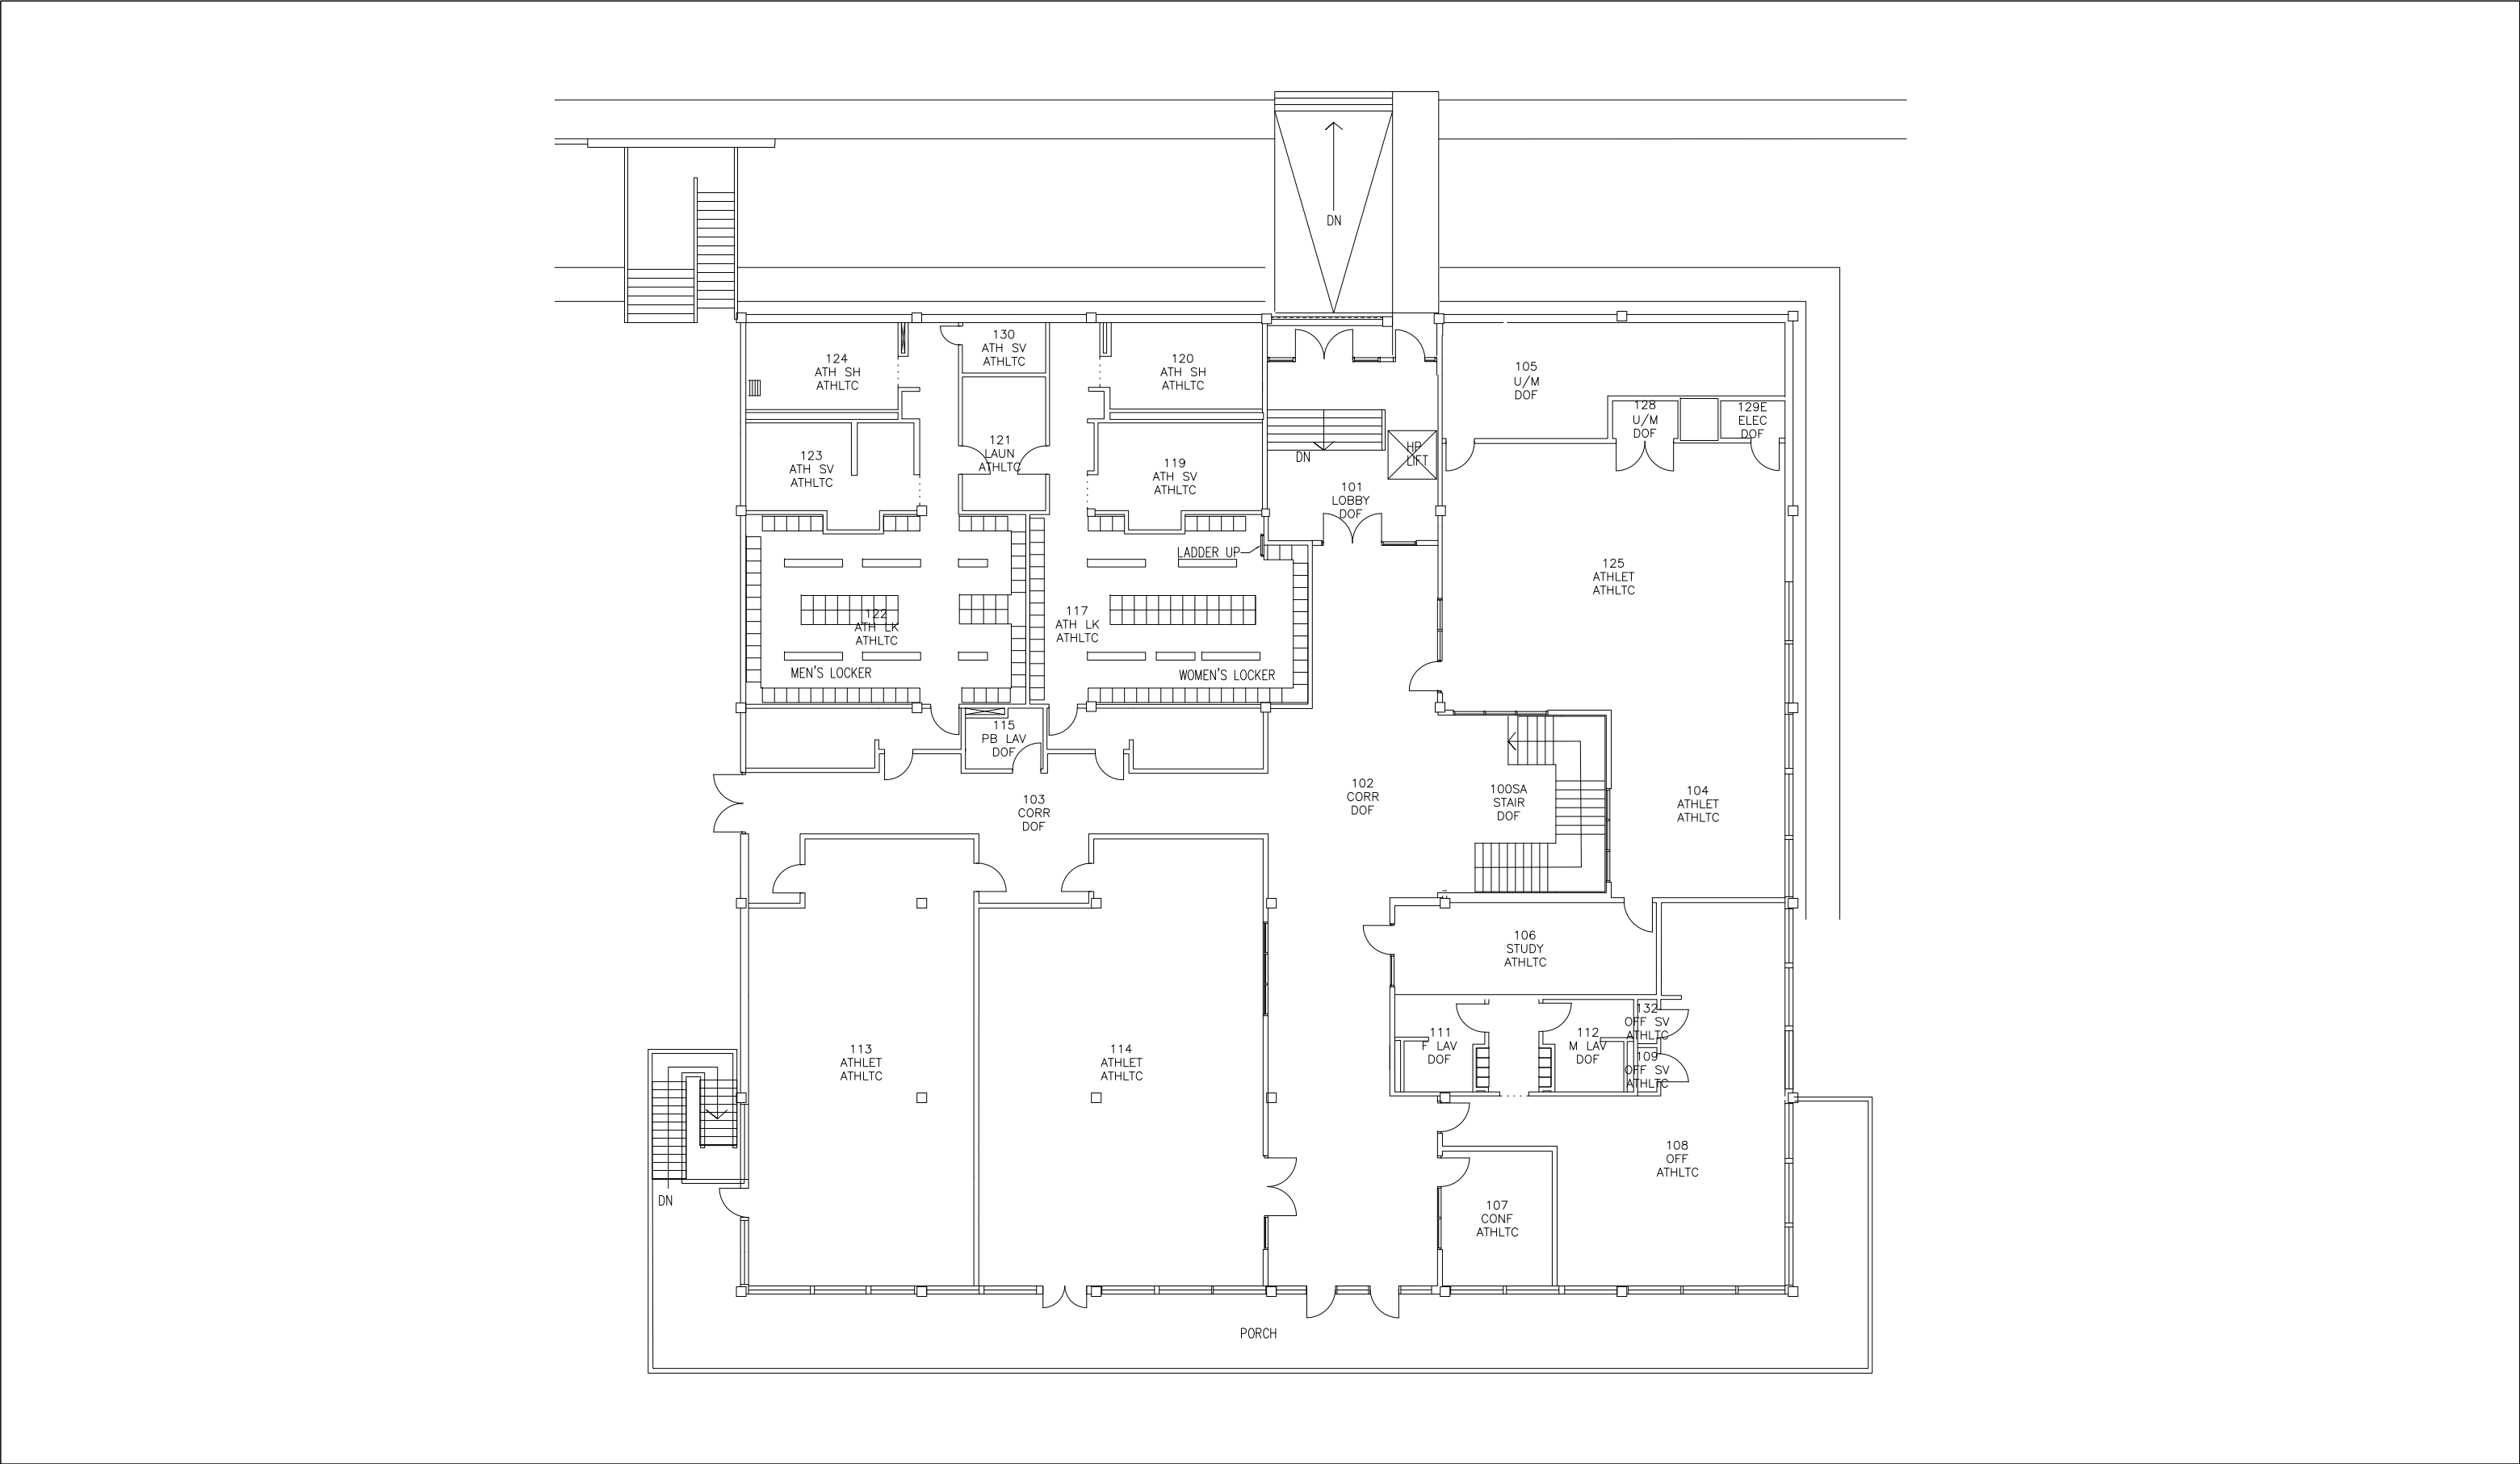 DN
130
ATH SV
ATHLTC
124
ATH SH
ATHLTC
120
ATH SH
ATHLTC
105
U/M
DOF
128
U/M
DOF
129E
ELEC
DOF
121
LAUN
ATHLTC
HP
LIFT
DN
123
ATH SV
ATHLTC
119
ATH SV
ATHLTC
101
LOBBY
DOF
LADDER UP
125
ATHLET
ATHLTC
122
ATH LK
ATHLTC
117
ATH LK
ATHLTC
MEN'S LOCKER
WOMEN'S LOCKER
115
PB LAV
DOF
103
CORR
DOF
102
CORR
DOF
100SA
STAIR
DOF
104
ATHLET
ATHLTC
106
STUDY
ATHLTC
132
OFF SV
ATHLTC
111
F LAV
DOF
112
M LAV
DOF
109
OFF SV
ATHLTC
113
ATHLET
ATHLTC
114
ATHLET
ATHLTC
108
OFF
ATHLTC
DN
107
CONF
ATHLTC
PORCH